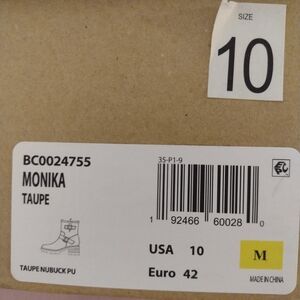 SIZE
10
BC0024755
MONIKA
TAUPE
TAUPE NUBUCK PU
3S-P1-9
1 92466 60028 0
USA 10
Euro 42
M
MADE IN CHINA